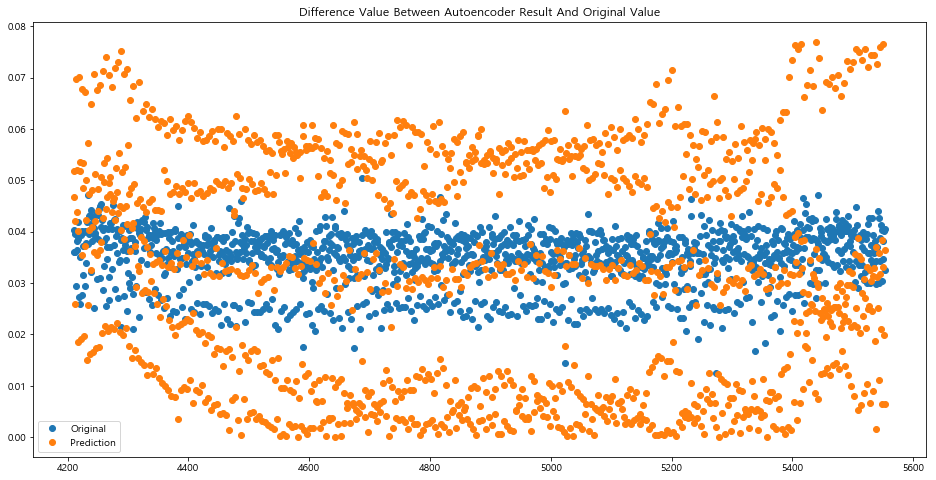 Difference Value Between Autoencoder Result And Original Value
0.08
0.07
0.06
0.05
0.04
0.03
0.02
0.01
0.00
Original
Prediction
4200 4400 4600 4800 5000 5200 5400 5600